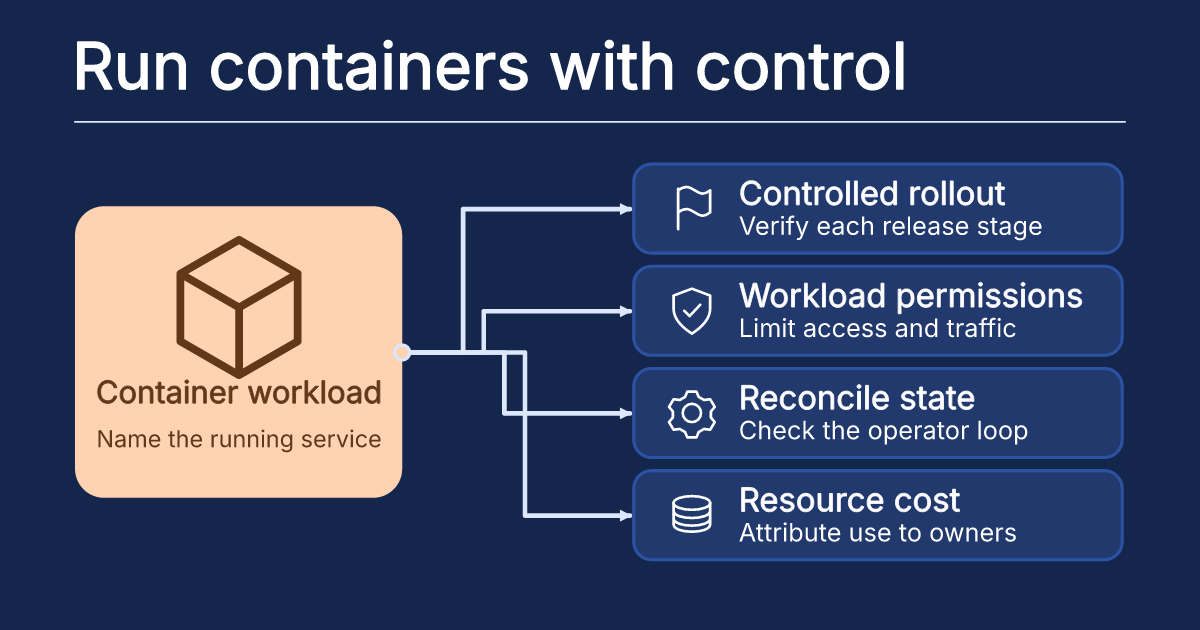 Run containers with control
Container workload
Name the running service
Controlled rollout
Verify each release stage
Workload permissions
Limit access and traffic
Reconcile state
Check the operator loop
Resource cost
Attribute use to owners